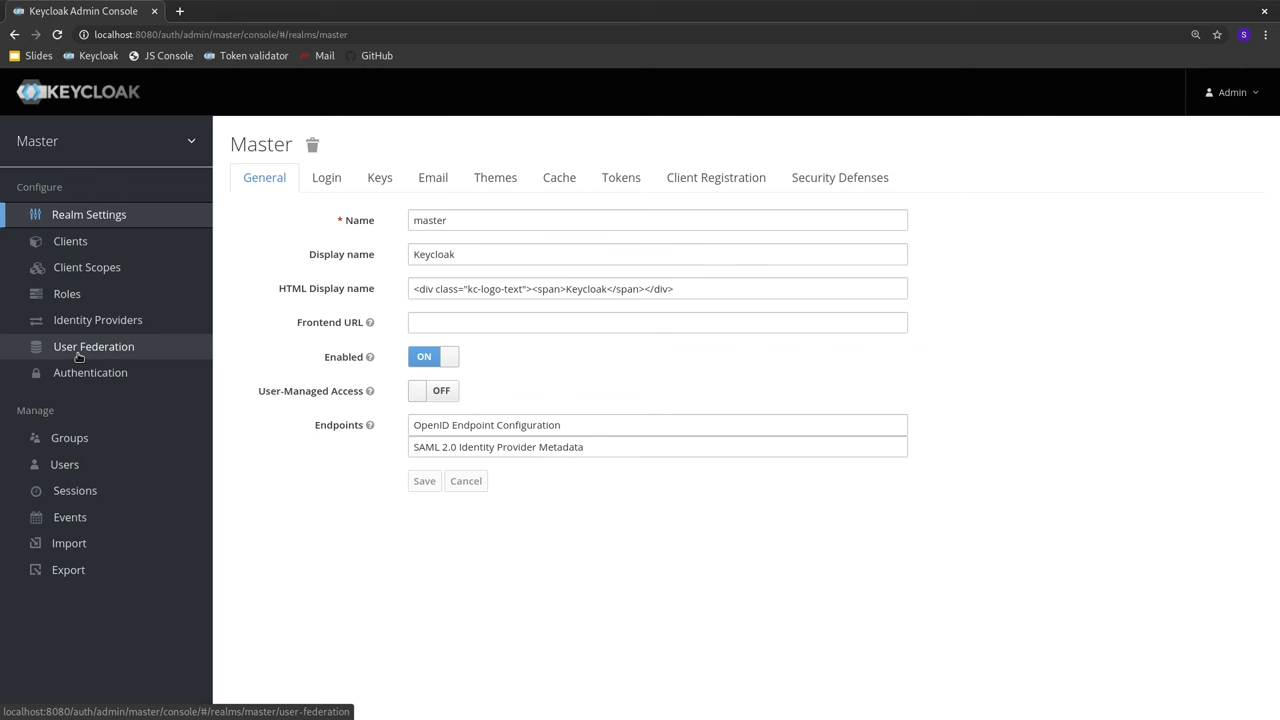 Keycloak Admin Console
localhost:8080/auth/admin/master/console/#/realms/master
S
Slides
Keycloak
JS Console
Token validator
Mail
GitHub
KEYCLOAK
Admin
Master
Configure
Realm Settings
Clients
Client Scopes
Roles
Identity Providers
User Federation
Authentication
Manage
Groups
Users
Sessions
Events
Import
Export
Master
General
Login
Keys
Email
Themes
Cache
Tokens
Client Registration
Security Defenses
* Name
master
Display name
Keycloak
HTML Display name
<div class="kc-logo-text"><span>Keycloak</span></div>
Frontend URL
Enabled
ON
User-Managed Access
OFF
Endpoints
OpenID Endpoint Configuration
SAML 2.0 Identity Provider Metadata
Save
Cancel
localhost:8080/auth/admin/master/console/#/realms/master/user-federation